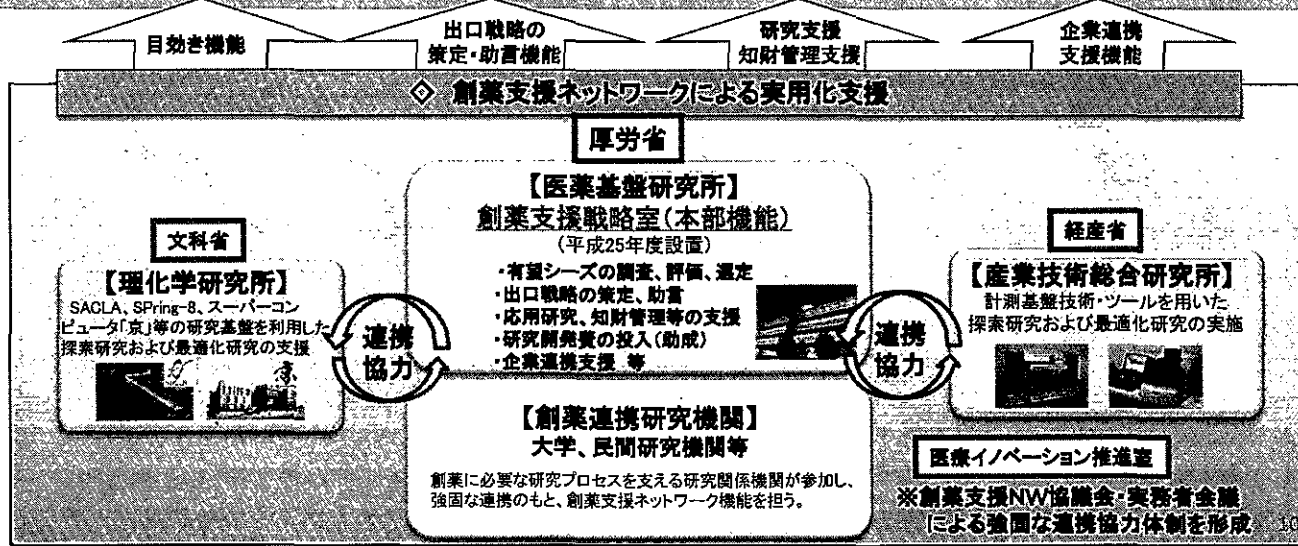 目効き機能
出口戦略の
策定・助言機能
研究支援
知財管理支援
企業連携
支援機能
◇ 創薬支援ネットワークによる実用化支援
厚労省
【医薬基盤研究所】
創薬支援戦略室(本部機能)
(平成25年度設置)
・有望シーズの調査、評価、選定
・出口戦略の策定、助言
・応用研究、知財管理等の支援
・研究開発費の投入(助成)
・企業連携支援 等
文科省
【理化学研究所】
SACLA、SPring-8、スーパーコン
ピュータ「京」等の研究基盤を利用した
探索研究および最適化研究の支援
京
連携
協力
連携
協力
経産省
【産業技術総合研究所】
計測基盤技術・ツールを用いた
探索研究および最適化研究の実施
【創薬連携研究機関】
大学、民間研究機関等
創薬に必要な研究プロセスを支える研究関係機関が参加し、
強固な連携のもと、創薬支援ネットワーク機能を担う。
医療イノベーション推進室
※創薬支援NW協議会・実務者会議
による強固な連携協力体制を形成
10